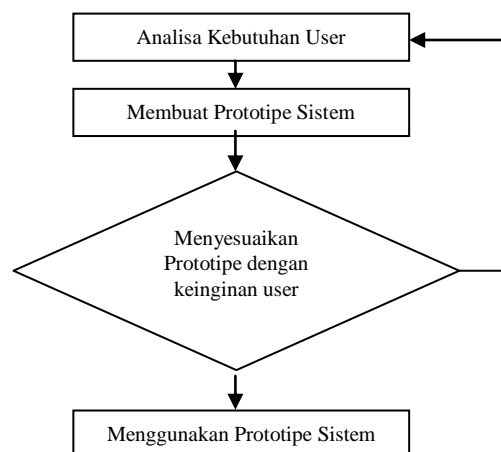 Analisa Kebutuhan User
Membuat Prototipe Sistem
Menyesuaikan
Prototipe dengan
keinginan user
Menggunakan Prototipe Sistem